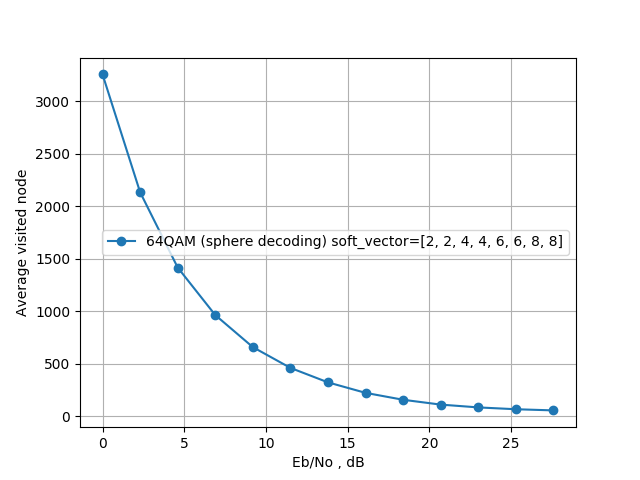 3000
2500
2000
1500
1000
500
0
Average visited node
64QAM (sphere decoding) soft_vector=[2, 2, 4, 4, 6, 6, 8, 8]
0 5 10 15 20 25
Eb/No , dB